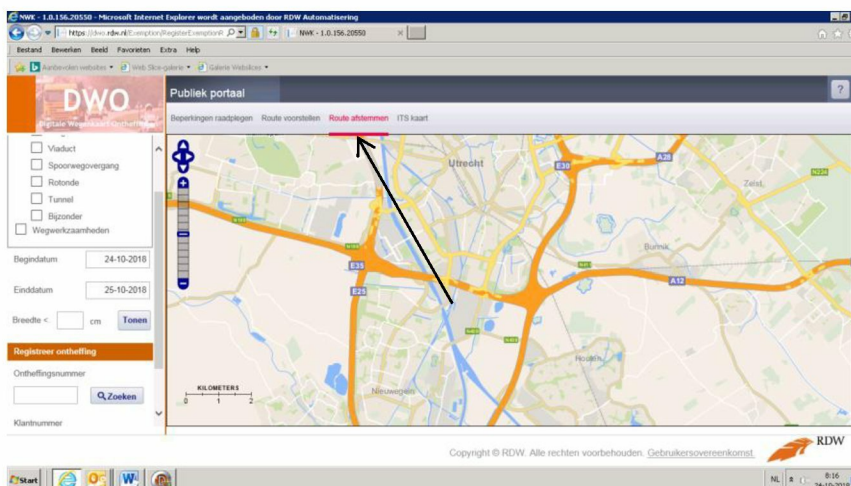 NWK - 1.0.156.20550 - Microsoft Internet Explorer wordt aangeboden door RDW Automatisering
NWK - 1.0.156.20550
Bestand Bewerken Beeld Favorieten Extra Help
Aanbevolen websites Web Slice-galerie Galerie Webslices
DWO
Publiek portaal
?
Beperkingen raadplegen Route voorstellen Route afstemmen ITS kaart
Viaduct
Spoorwegovergang
Rotonde
Tunnel
Bijzonder
Wegwerkzaamheden
Begindatum 24-10-2018
Einddatum 25-10-2018
Breedte < cm Tonen
Registreer ontheffing
Ontheffingsnummer
Zoeken
Klantnummer
Utrecht
E30
A28
Zeist
N224
Bunnik
E35
E25
A12
Houten
Nieuwegein
KILOMETERS
0 1 2
Copyright © RDW. Alle rechten voorbehouden. Gebruikersovereenkomst.
RDW
Start
NL
8:16
24-10-2018